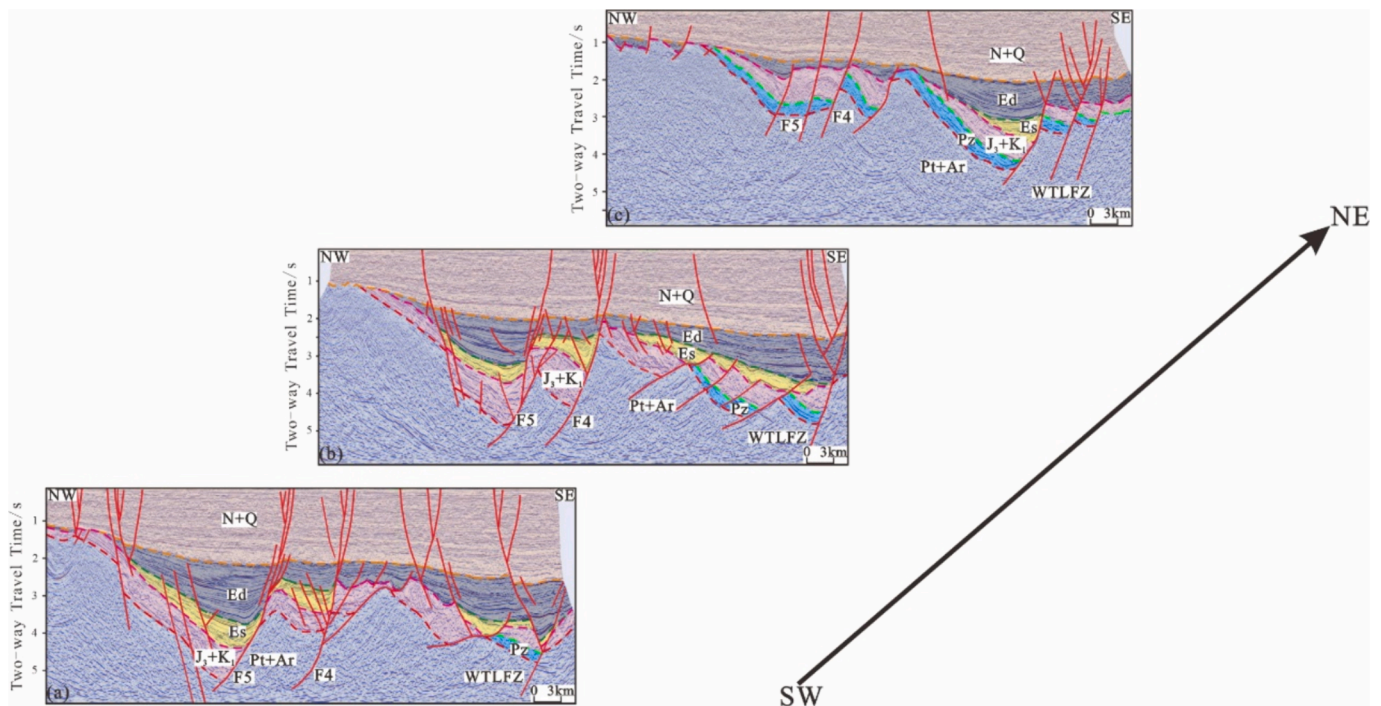 NW SE
Two-way Travel Time/s
1
2
3
4
5
N+Q
Ed
Es
F5 F4
Pz
J₃+K₁
Pt+Ar
WTLFZ
(c)
0 3km
NE
NW SE
Two-way Travel Time/s
1
2
3
4
5
N+Q
Ed
Es
J₃+K₁
Pt+Ar
Pz
F5 F4
WTLFZ
(b)
0 3km
NW SE
Two-way Travel Time/s
1
2
3
4
5
N+Q
Ed
Es
J₃+K₁ Pt+Ar
Pz
F5 F4
WTLFZ
(a)
0 3km
SW